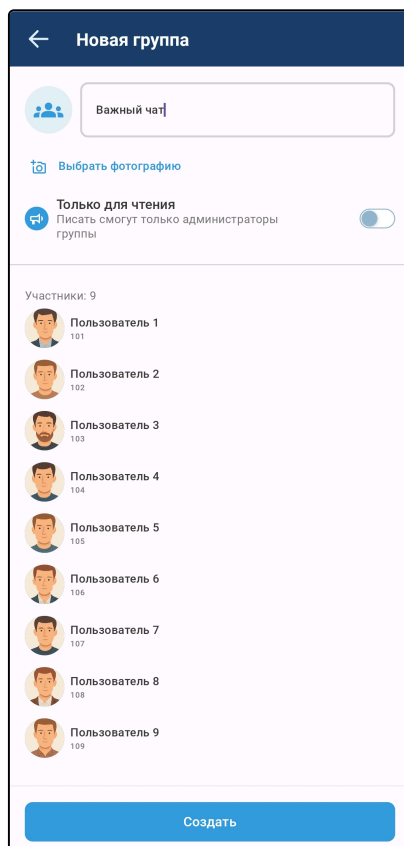 Новая группа
Важный чат
Выбрать фотографию
Только для чтения
Писать смогут только администраторы
группы
Участники: 9
Пользователь 1
101
Пользователь 2
102
Пользователь 3
103
Пользователь 4
104
Пользователь 5
105
Пользователь 6
106
Пользователь 7
107
Пользователь 8
108
Пользователь 9
109
Создать